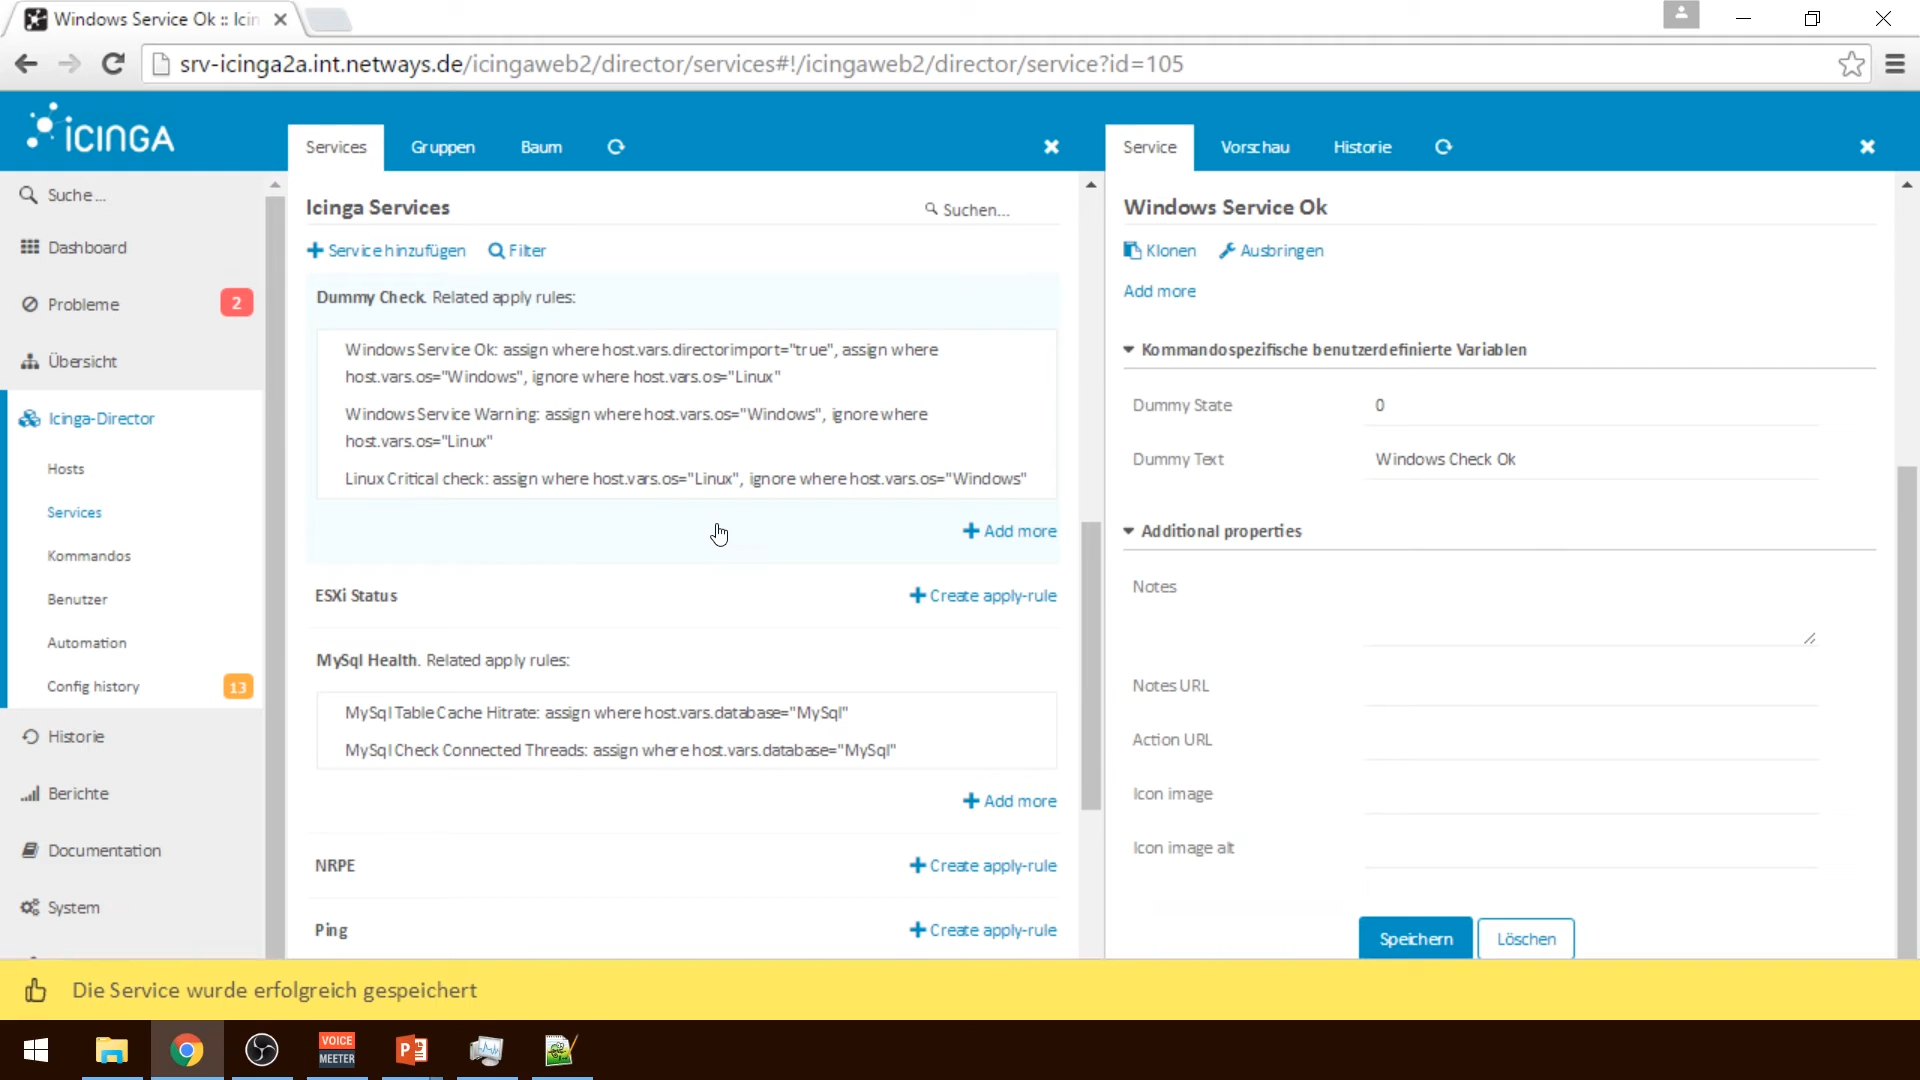 Windows Service Ok :: Icin
srv-icinga2a.int.netways.de/icingaweb2/director/services#!/icingaweb2/director/service?id=105
ICINGA
Services
Gruppen
Baum
Service
Vorschau
Historie
Suche ...
Dashboard
Probleme
2
Übersicht
Icinga-Director
Hosts
Services
Kommandos
Benutzer
Automation
Config history
13
Historie
Berichte
Documentation
System
Icinga Services
Suchen...
Service hinzufügen
Filter
Dummy Check. Related apply rules:
Windows Service Ok: assign where host.vars.directorimport="true", assign where
host.vars.os="Windows", ignore where host.vars.os="Linux"
Windows Service Warning: assign where host.vars.os="Windows", ignore where
host.vars.os="Linux"
Linux Critical check: assign where host.vars.os="Linux", ignore where host.vars.os="Windows"
Add more
ESXi Status
Create apply-rule
MySql Health. Related apply rules:
MySql Table Cache Hitrate: assign where host.vars.database="MySql"
MySql Check Connected Threads: assign where host.vars.database="MySql"
Add more
NRPE
Create apply-rule
Ping
Create apply-rule
Windows Service Ok
Klonen
Ausbringen
Add more
Kommandospezifische benutzerdefinierte Variablen
Dummy State
0
Dummy Text
Windows Check Ok
Additional properties
Notes
Notes URL
Action URL
Icon image
Icon image alt
Speichern
Löschen
Die Service wurde erfolgreich gespeichert
VOICE
MEETER
P